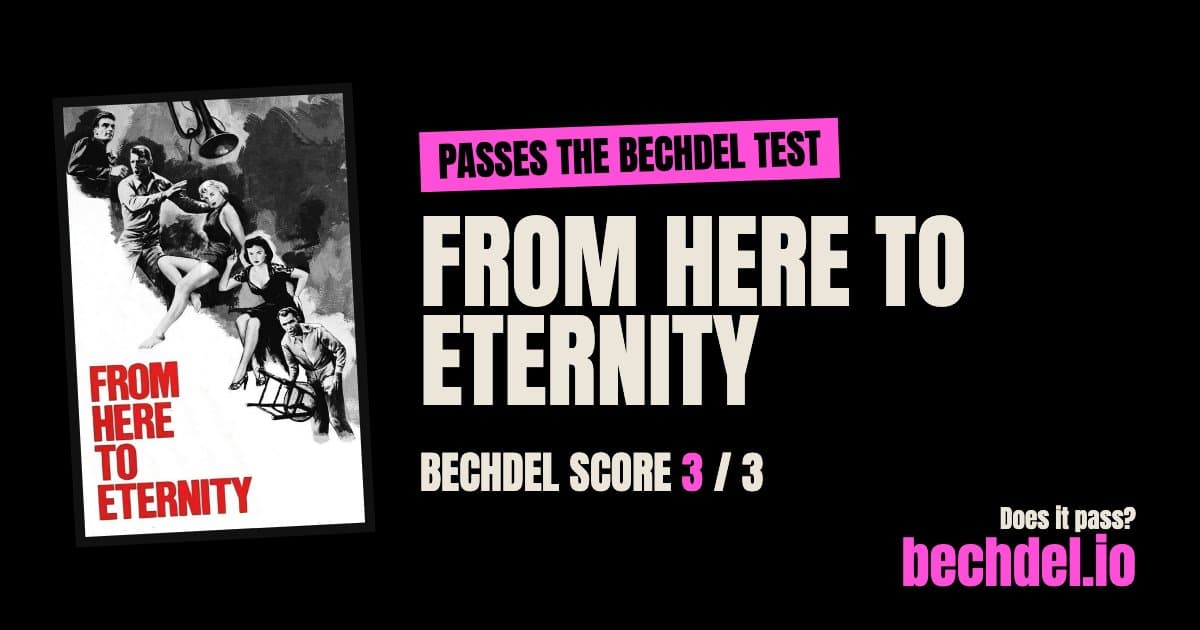 PASSES THE BECHDEL TEST
FROM HERE TO
ETERNITY
BECHDEL SCORE 3 / 3
FROM
HERE
TO
ETERNITY
Does it pass?
bechdel.io